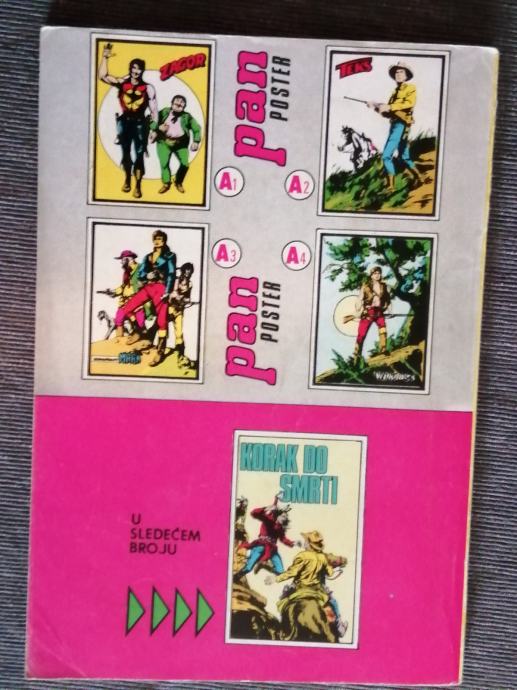 ZAGOR
pan
POSTER
TEKS
A1
A2
A3
A4
pan
POSTER
U
SLEDEĆEM
BROJU
KORAK DO
SMRTI